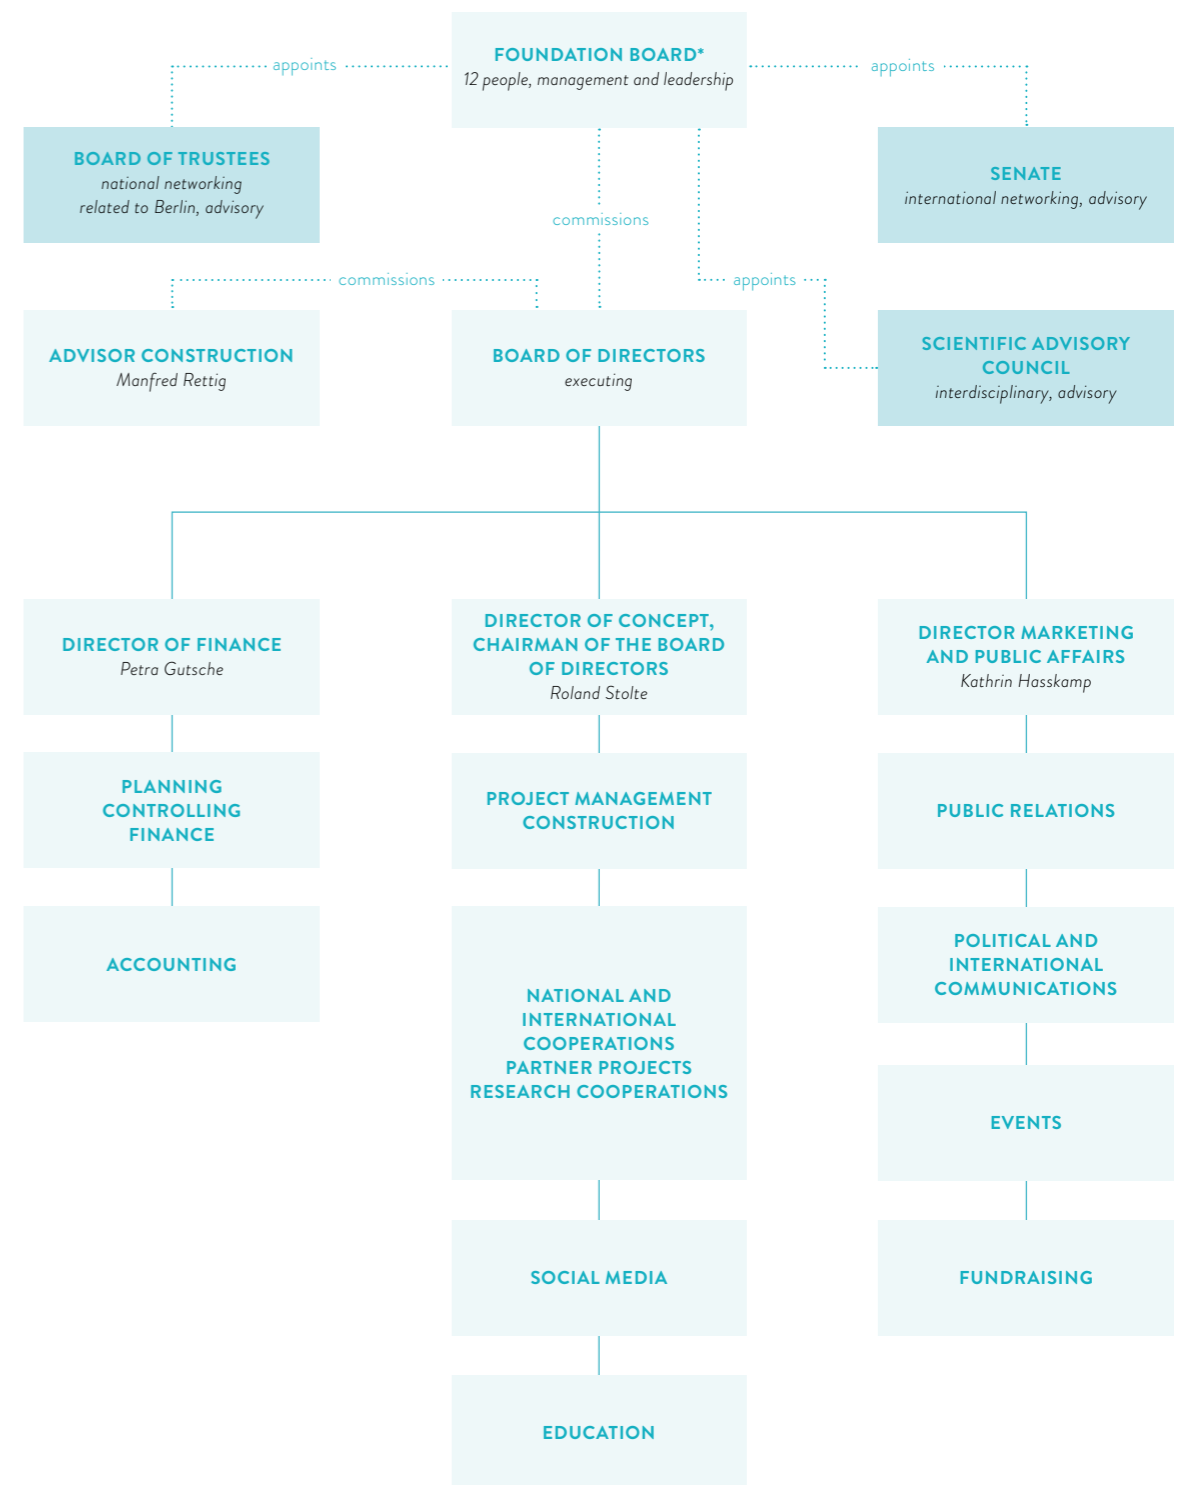 FOUNDATION BOARD*
12 people, management and leadership
appoints
appoints
BOARD OF TRUSTEES
national networking
related to Berlin, advisory
SENATE
international networking, advisory
commissions
commissions
appoints
ADVISOR CONSTRUCTION
Manfred Rettig
BOARD OF DIRECTORS
executing
SCIENTIFIC ADVISORY
COUNCIL
interdisciplinary, advisory
DIRECTOR OF FINANCE
Petra Gutsche
DIRECTOR OF CONCEPT,
CHAIRMAN OF THE BOARD
OF DIRECTORS
Roland Stolte
DIRECTOR MARKETING
AND PUBLIC AFFAIRS
Kathrin Hasskamp
PLANNING
CONTROLLING
FINANCE
PROJECT MANAGEMENT
CONSTRUCTION
PUBLIC RELATIONS
ACCOUNTING
NATIONAL AND
INTERNATIONAL
COOPERATIONS
PARTNER PROJECTS
RESEARCH COOPERATIONS
POLITICAL AND
INTERNATIONAL
COMMUNICATIONS
EVENTS
SOCIAL MEDIA
FUNDRAISING
EDUCATION